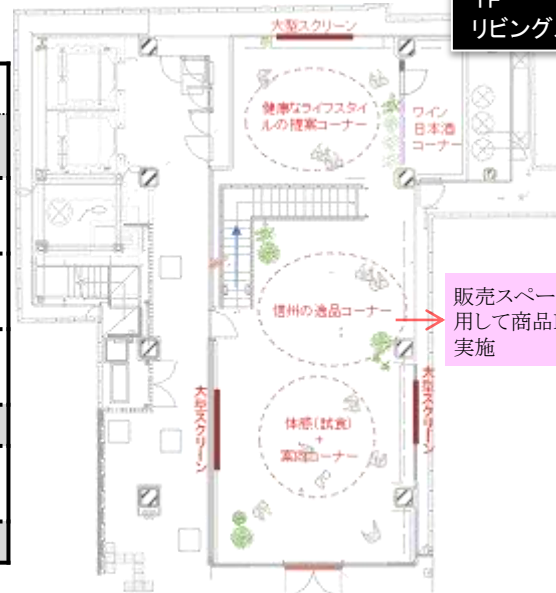 1F
リビング
大型スクリーン
健康なライフスタイ
ルの提案コーナー
ワイン
日本酒
コーナー
信州の逸品コーナー
販売スペー
用して商品
実施
大型スクリーン
大型スクリーン
体感(試食)
+
案内コーナー